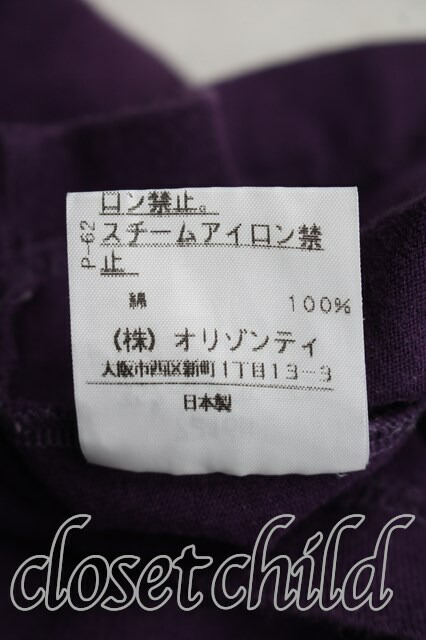 ロン禁止。
スチームアイロン禁
止
P-62
綿 100%
(株) オリゾンティ
大阪市西区新町1丁目13-3
日本製
closetchild